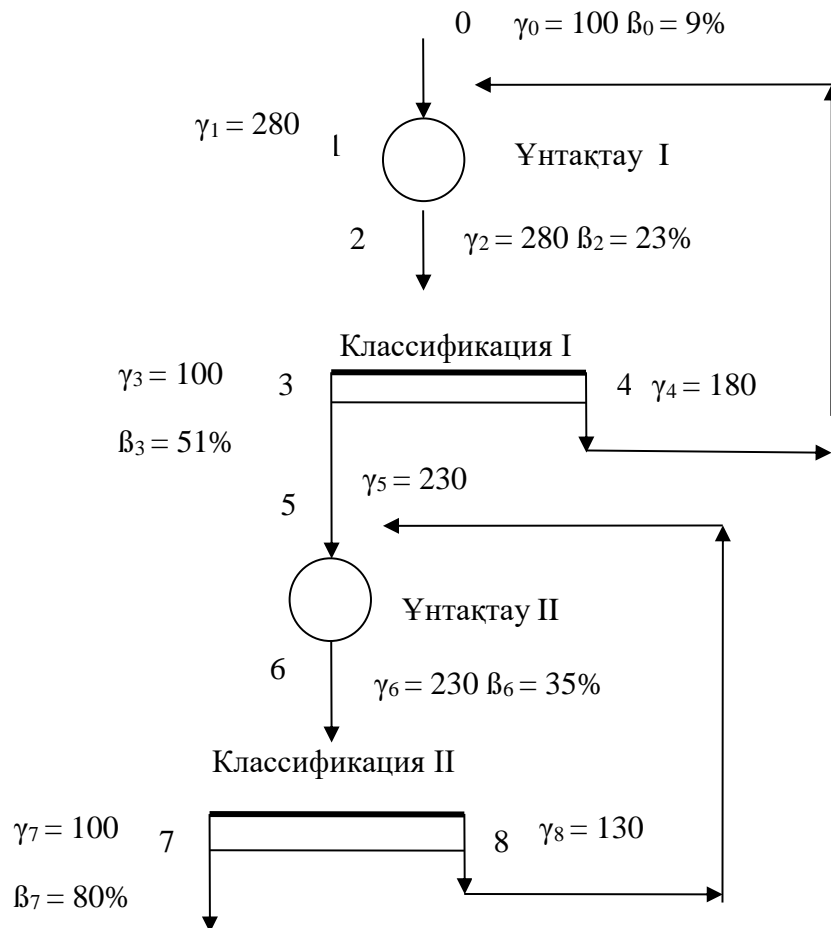 0 γ₀ = 100 ß₀ = 9%
γ₁ = 280 1 Ұнтақтау I
2 γ₂ = 280 ß₂ = 23%
Классификация I
γ₃ = 100 3 4 γ₄ = 180
ß₃ = 51%
5 γ₅ = 230
Ұнтақтау II
6 γ₆ = 230 ß₆ = 35%
Классификация II
γ₇ = 100 7 8 γ₈ = 130
ß₇ = 80%